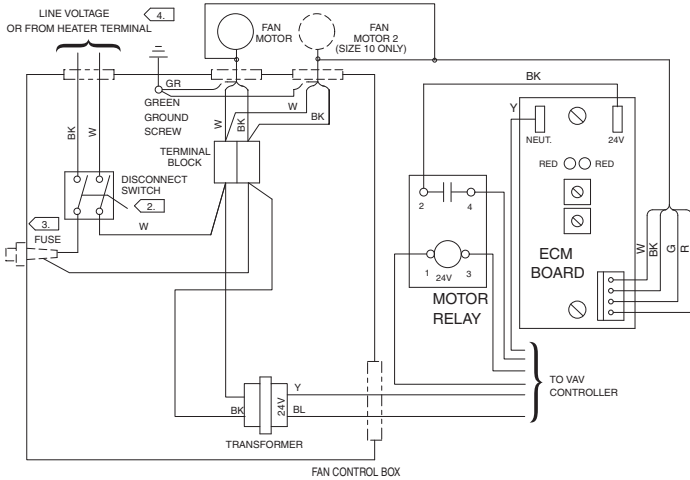 LINE VOLTAGE
OR FROM HEATER TERMINAL
4.
FAN
MOTOR
FAN
MOTOR 2
(SIZE 10 ONLY)
GR
GREEN
GROUND
SCREW
W
BK
BK
W
W
BK
TERMINAL
BLOCK
DISCONNECT
SWITCH
2.
3.
FUSE
W
BK
Y
NEUT.
24V
RED
RED
2
4
1
24V
3
MOTOR
RELAY
ECM
BOARD
W
BK
G
R
TO VAV
CONTROLLER
Y
BK
24V
BL
TRANSFORMER
FAN CONTROL BOX